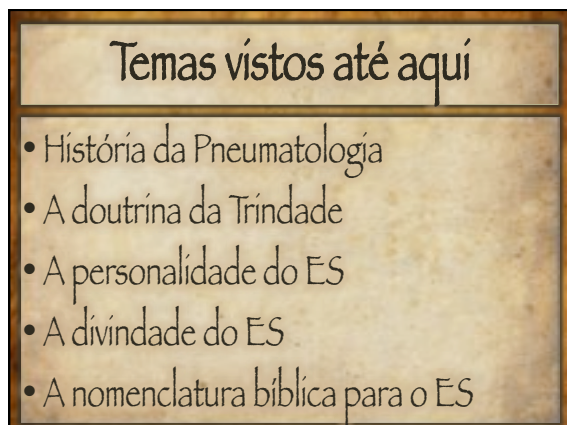 Temas vistos até aqui
• História da Pneumatologia
• A doutrina da Trindade
• A personalidade do ES
• A divindade do ES
• A nomenclatura bíblica para o ES